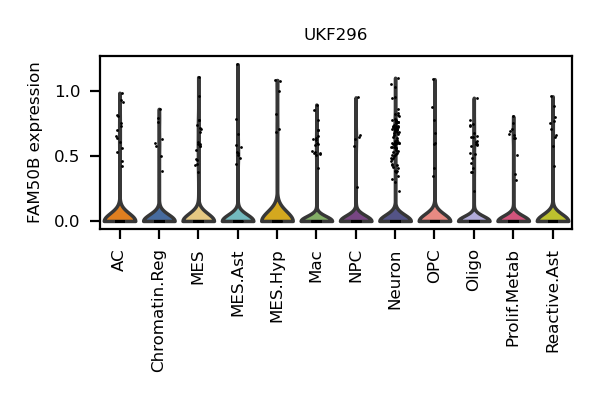 UKF296
FAM50B expression
1.0
0.5
0.0
AC
Chromatin.Reg
MES
MES.Ast
MES.Hyp
Mac
NPC
Neuron
OPC
Oligo
Prolif.Metab
Reactive.Ast